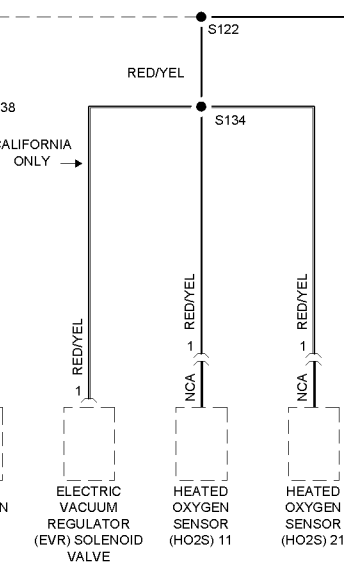 S122
RED/YEL
38
S134
CALIFORNIA
ONLY
RED/YEL
RED/YEL
RED/YEL
1
1
1
NCA
NCA
N
ELECTRIC
VACUUM
REGULATOR
(EVR) SOLENOID
VALVE
HEATED
OXYGEN
SENSOR
(HO2S) 11
HEATED
OXYGEN
SENSOR
(HO2S) 21